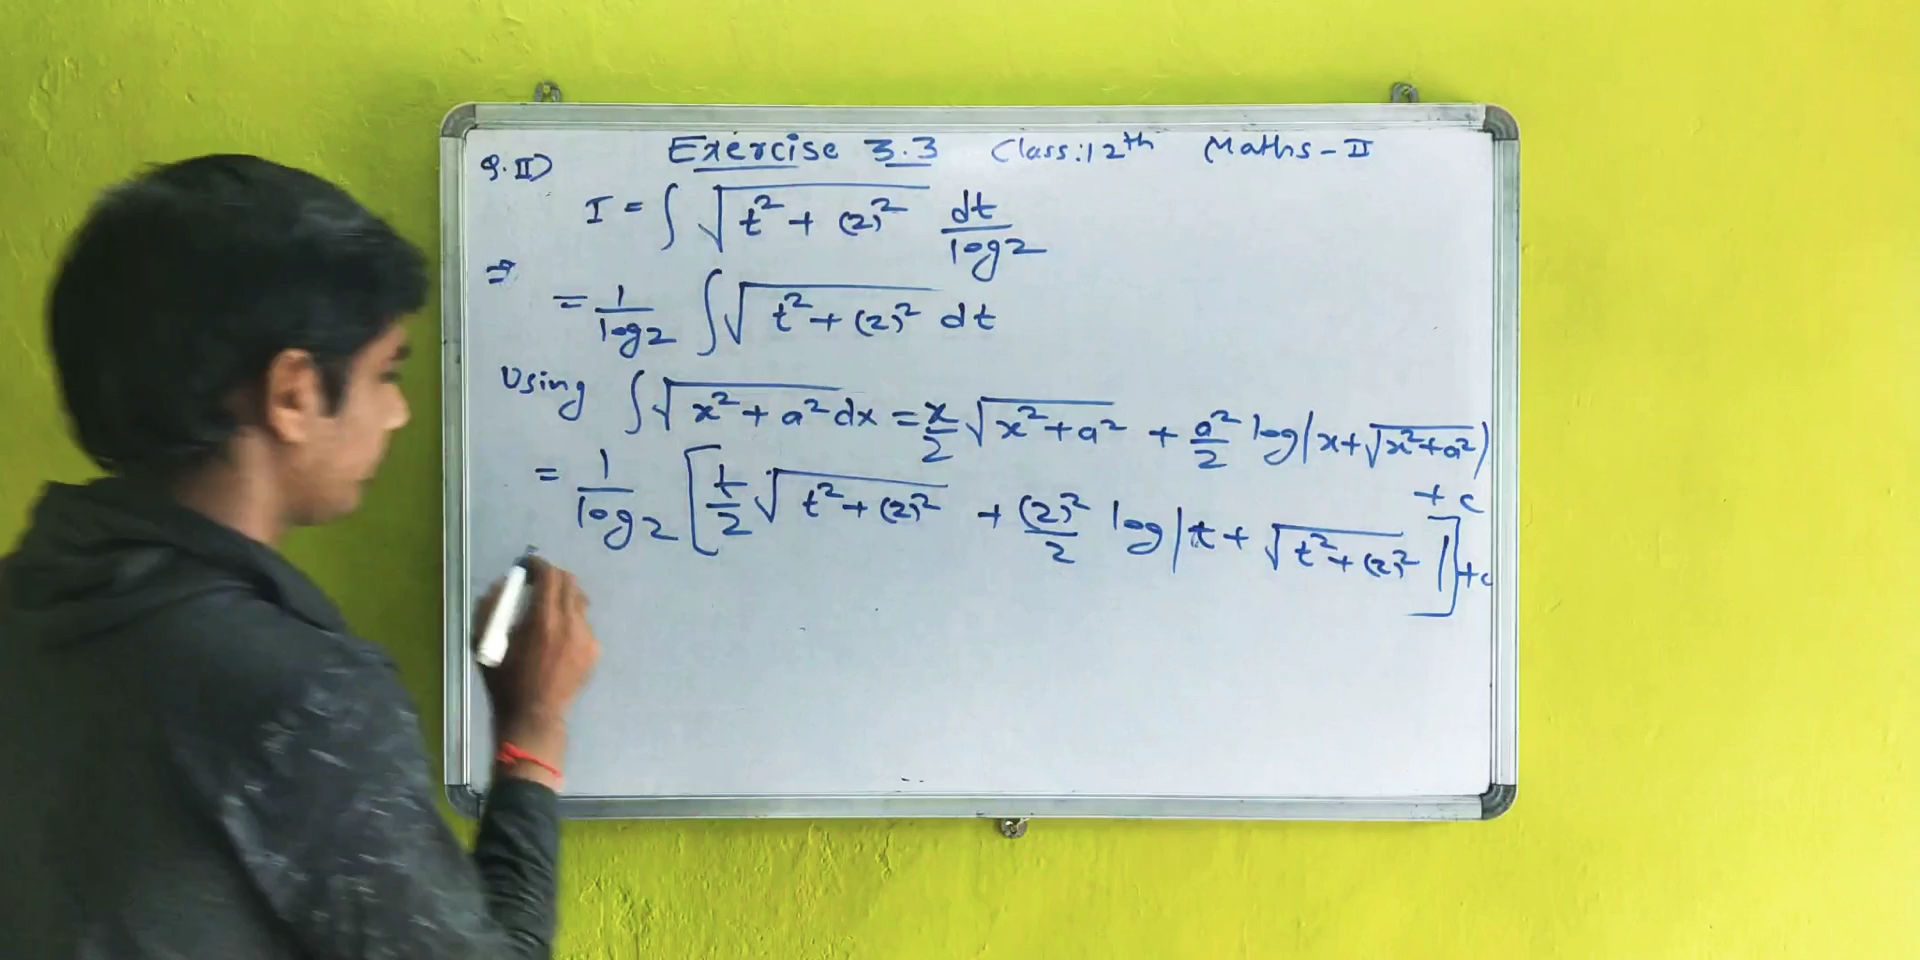 Exercise 3.3 Class:12th Maths-II
Q.II)
I = ∫ √(t² + (2)²) dt/log2
⇒
= 1/log2 ∫ √(t² + (2)²) dt
Using ∫ √(x² + a²) dx = x/2 √(x² + a²) + a²/2 log|x + √(x² + a²)| + c
= 1/log2 [t/2 √(t² + (2)²) + (2)²/2 log|t + √(t² + (2)²)|] + c